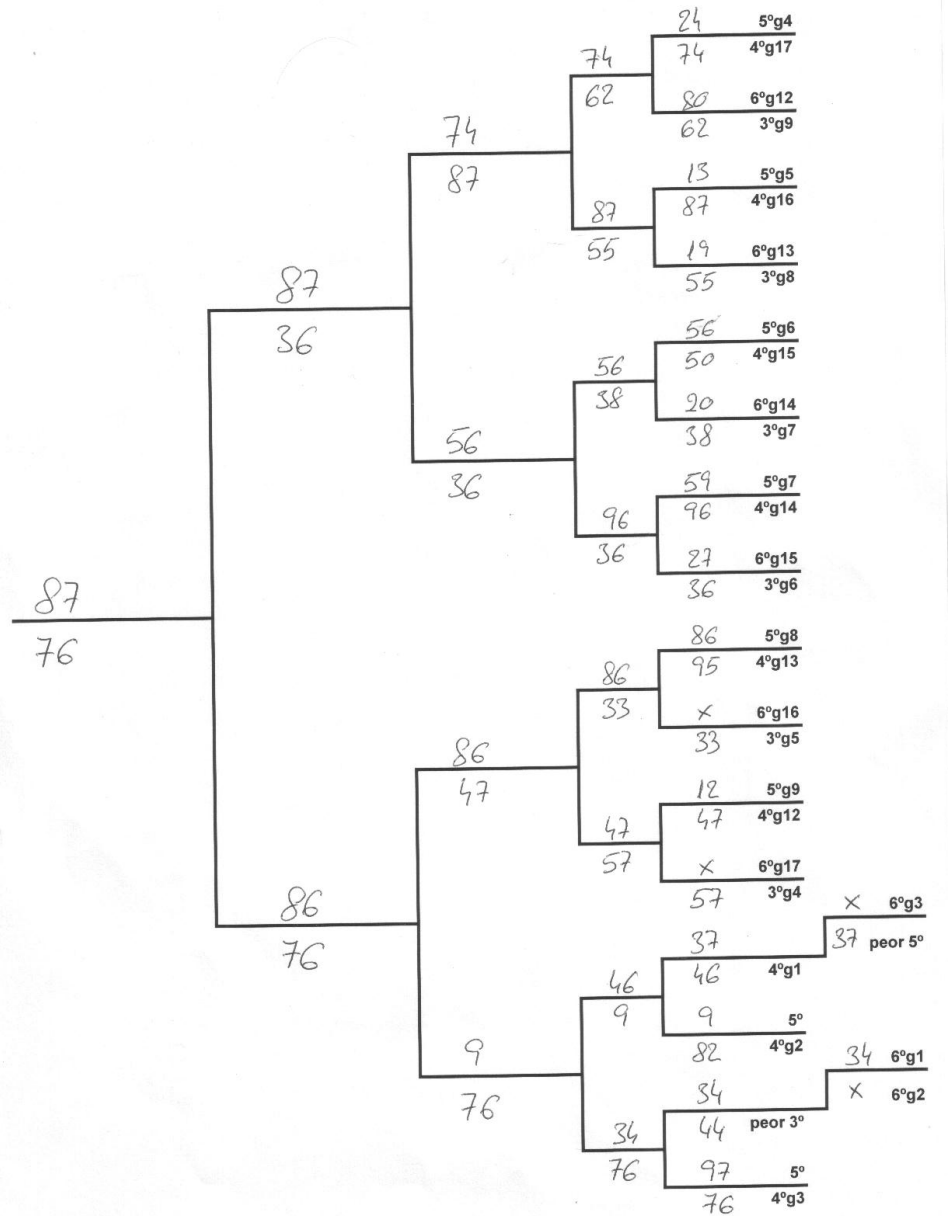 24 5ºg4
74 4ºg17
74
62
80 6ºg12
62 3ºg9
74
87
13 5ºg5
87 4ºg16
87
55
19 6ºg13
55 3ºg8
87
36
56 5ºg6
50 4ºg15
56
38
20 6ºg14
38 3ºg7
56
36
59 5ºg7
96 4ºg14
96
36
27 6ºg15
36 3ºg6
87
76
86 5ºg8
95 4ºg13
86
33
x 6ºg16
33 3ºg5
86
47
12 5ºg9
47 4ºg12
47
57
x 6ºg17
57 3ºg4
86
76
x 6ºg3
37 peor 5º
37
46 4ºg1
46
9
9 5º
82 4ºg2
9
76
34 6ºg1
x 6ºg2
34
44 peor 3º
34
76
97 5º
76 4ºg3